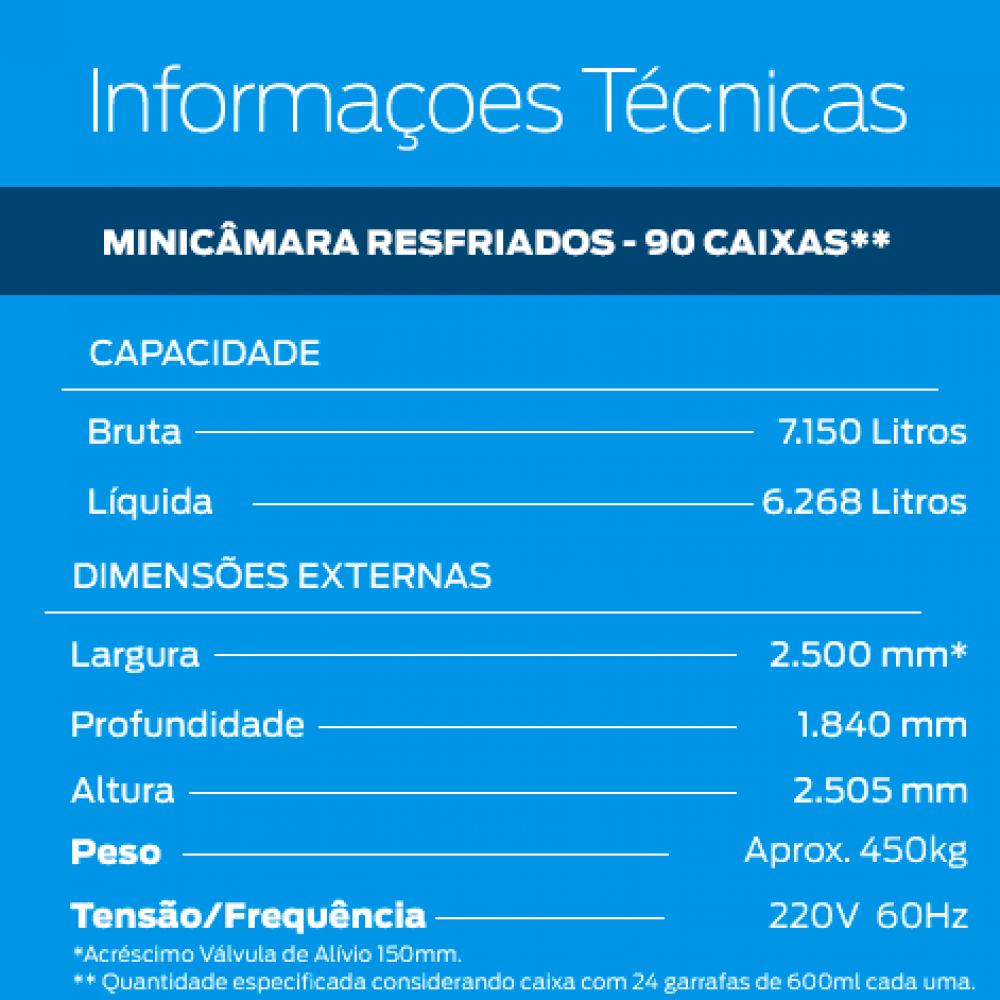 Informaçoes Técnicas
MINICÂMARA RESFRIADOS - 90 CAIXAS**
CAPACIDADE
Bruta 7.150 Litros
Líquida 6.268 Litros
DIMENSÕES EXTERNAS
Largura 2.500 mm*
Profundidade 1.840 mm
Altura 2.505 mm
Peso Aprox. 450kg
Tensão/Frequência 220V 60Hz
*Acréscimo Válvula de Alívio 150mm.
** Quantidade especificada considerando caixa com 24 garrafas de 600ml cada uma.